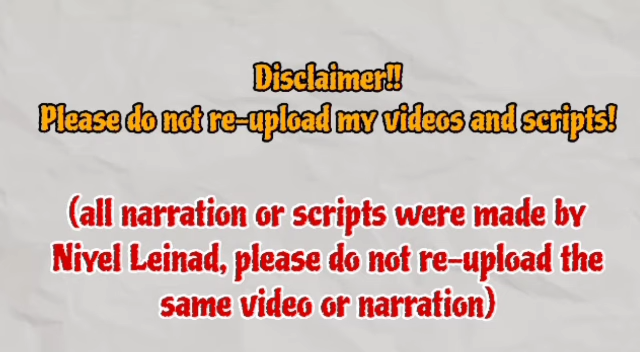 Disclaimer!!
Please do not re-upload my videos and scripts!
(all narration or scripts were made by
Nivel Leinad, please do not re-upload the
same video or narration)